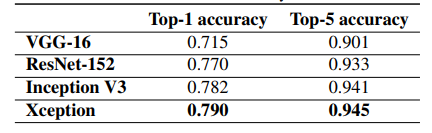 Top-1 accuracy Top-5 accuracy
VGG-16 0.715 0.901
ResNet-152 0.770 0.933
Inception V3 0.782 0.941
Xception 0.790 0.945